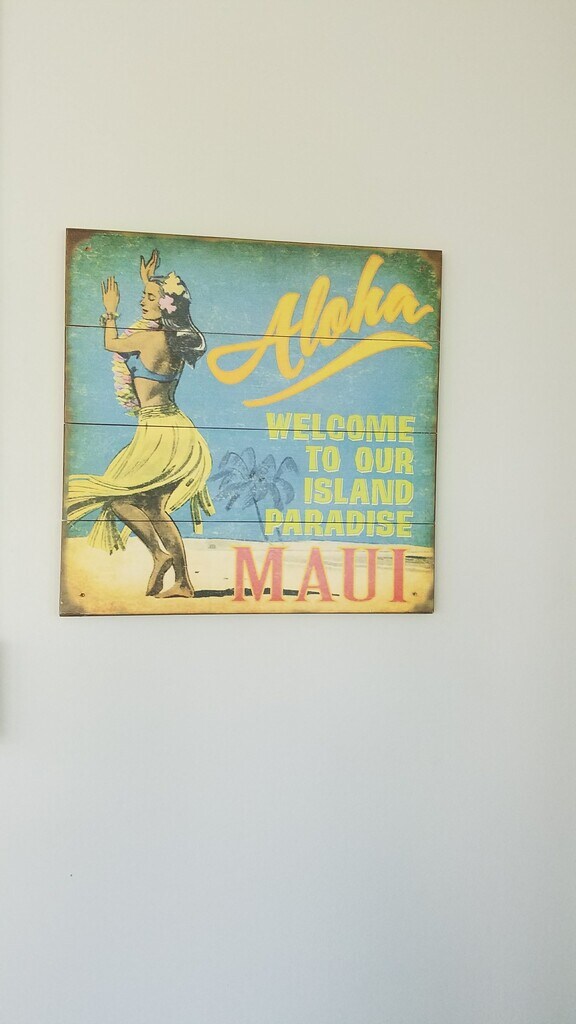 Aloha
WELCOME
TO OUR
ISLAND
PARADISE
MAUI